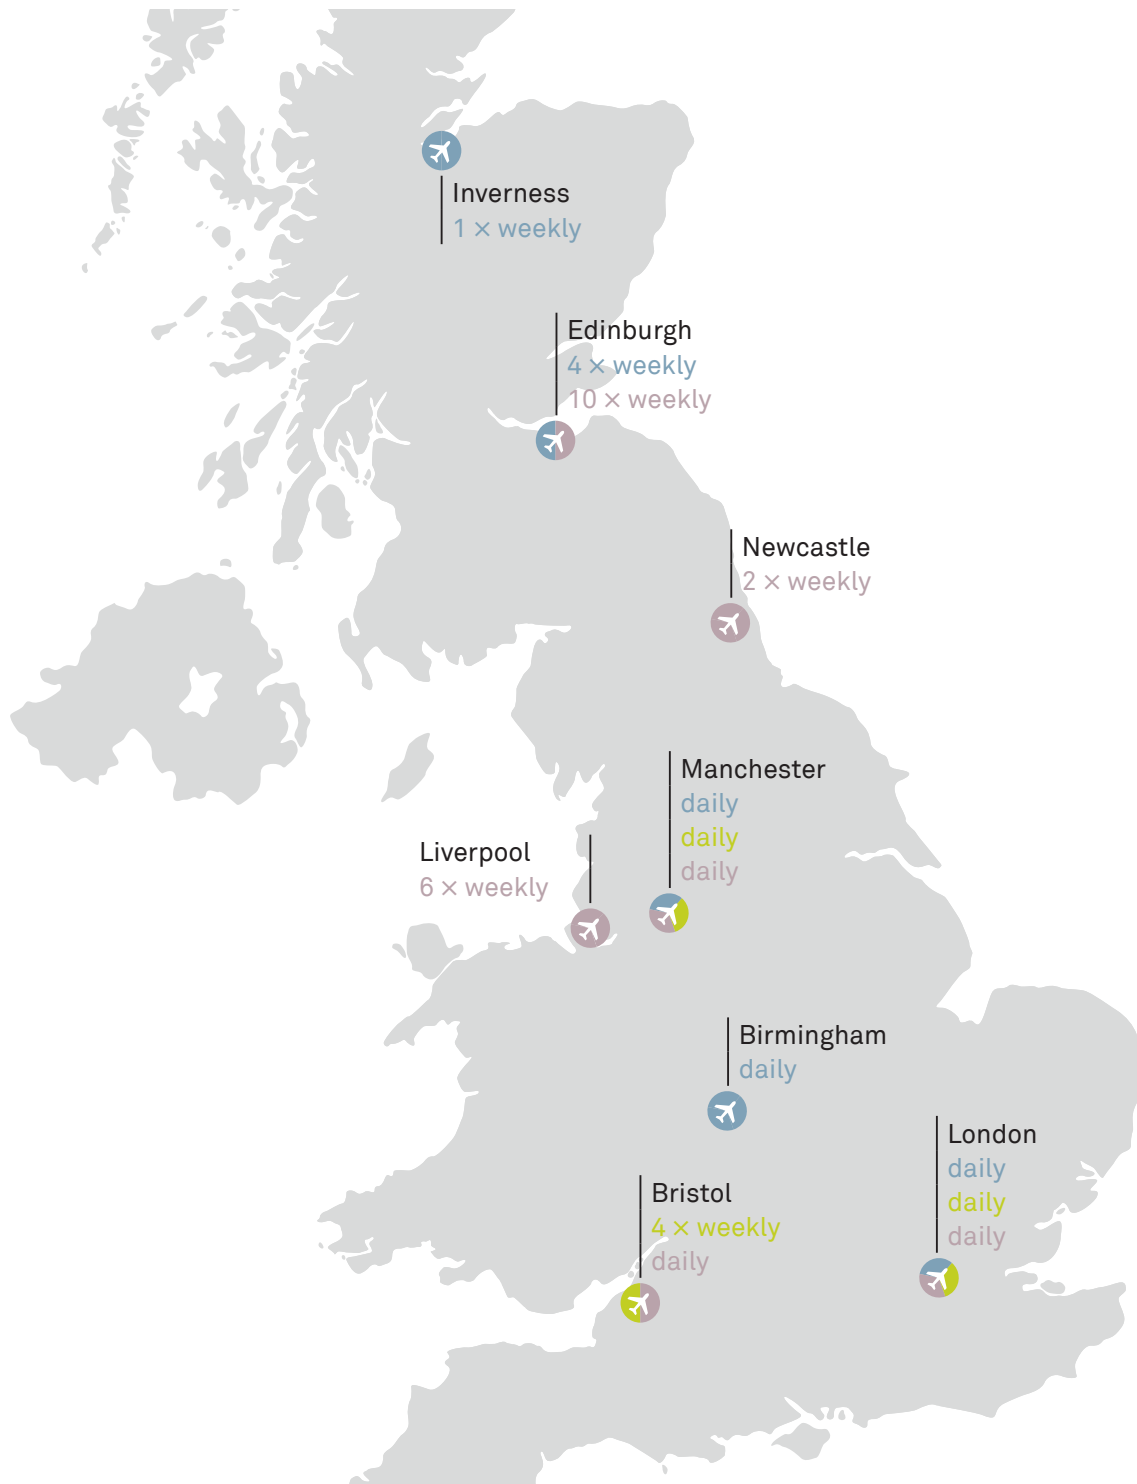 Inverness
1 × weekly
Edinburgh
4 × weekly
10 × weekly
Newcastle
2 × weekly
Manchester
daily
daily
daily
Liverpool
6 × weekly
Birmingham
daily
London
daily
daily
daily
Bristol
4 × weekly
daily